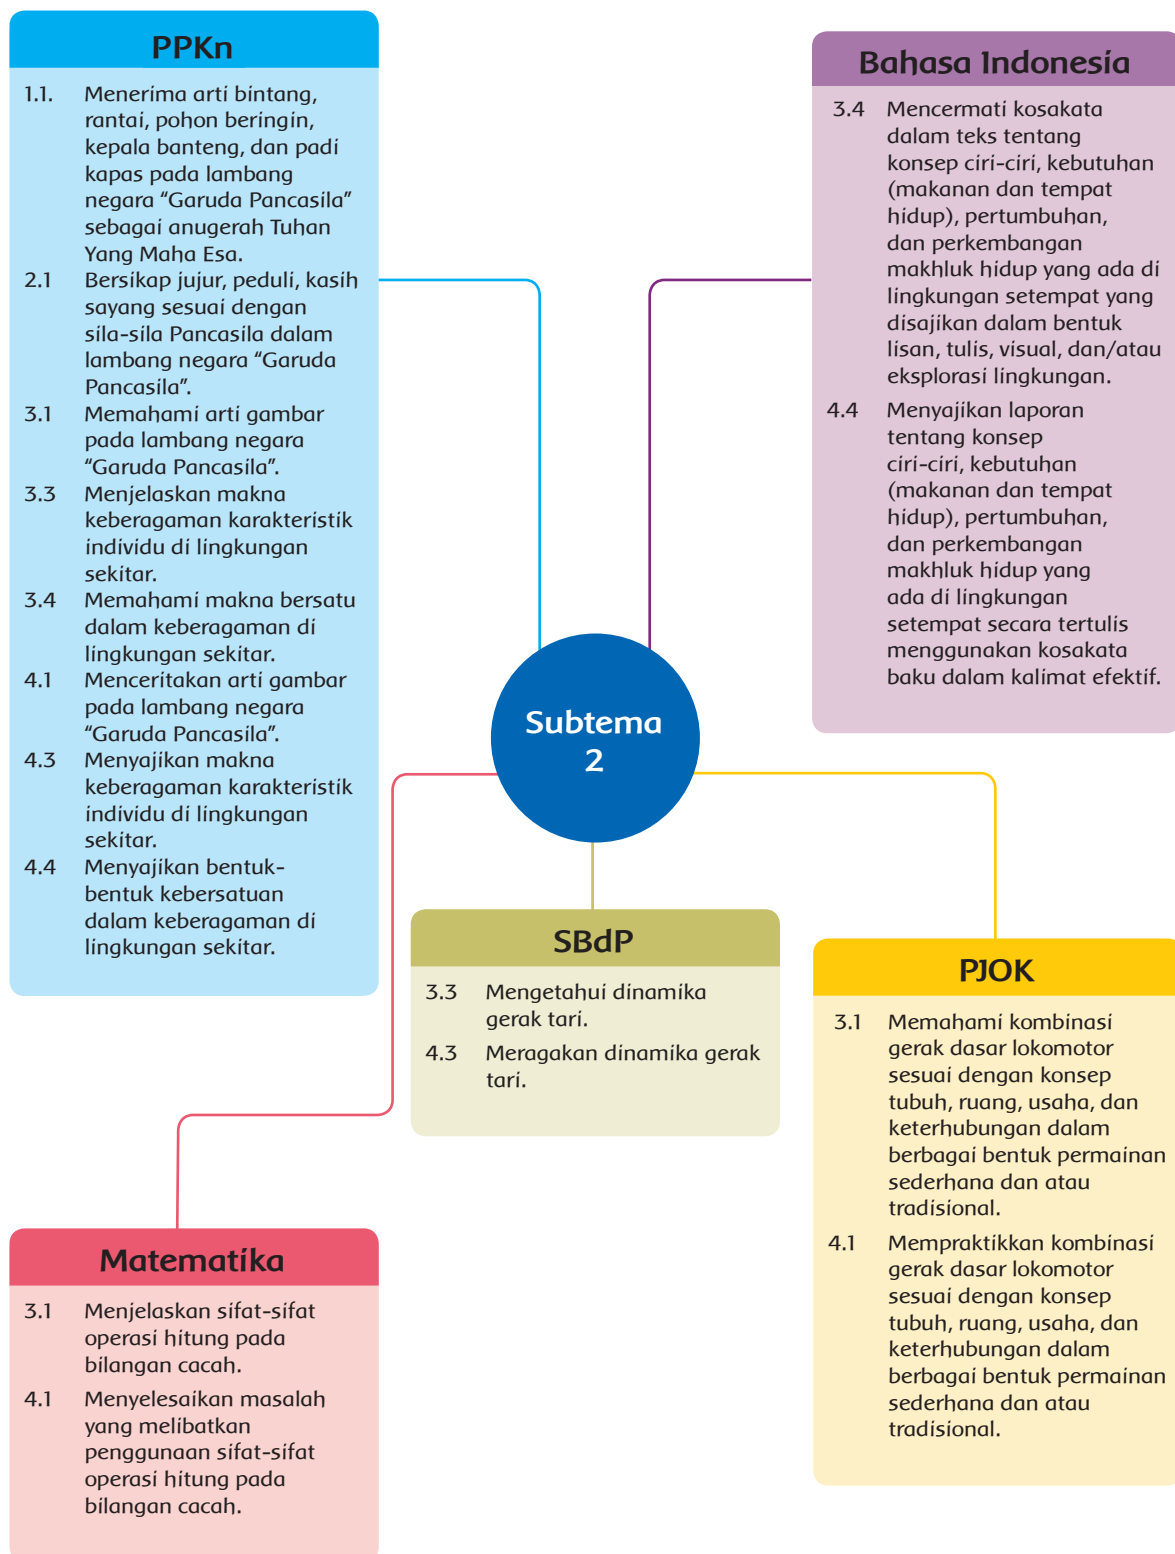 PPKn
1.1. Menerima arti bintang,
rantai, pohon beringin,
kepala banteng, dan padi
kapas pada lambang
negara “Garuda Pancasila”
sebagai anugerah Tuhan
Yang Maha Esa.
2.1 Bersikap jujur, peduli, kasih
sayang sesuai dengan
sila-sila Pancasila dalam
lambang negara “Garuda
Pancasila”.
3.1 Memahami arti gambar
pada lambang negara
“Garuda Pancasila”.
3.3 Menjelaskan makna
keberagaman karakteristik
individu di lingkungan
sekitar.
3.4 Memahami makna bersatu
dalam keberagaman di
lingkungan sekitar.
4.1 Menceritakan arti gambar
pada lambang negara
“Garuda Pancasila”.
4.3 Menyajikan makna
keberagaman karakteristik
individu di lingkungan
sekitar.
4.4 Menyajikan bentuk-
bentuk kebersatuan
dalam keberagaman di
lingkungan sekitar.
Bahasa Indonesia
3.4 Mencermati kosakata
dalam teks tentang
konsep ciri-ciri, kebutuhan
(makanan dan tempat
hidup), pertumbuhan,
dan perkembangan
makhluk hidup yang ada di
lingkungan setempat yang
disajikan dalam bentuk
lisan, tulis, visual, dan/atau
eksplorasi lingkungan.
4.4 Menyajikan laporan
tentang konsep
ciri-ciri, kebutuhan
(makanan dan tempat
hidup), pertumbuhan,
dan perkembangan
makhluk hidup yang
ada di lingkungan
setempat secara tertulis
menggunakan kosakata
baku dalam kalimat efektif.
Subtema
2
SBdP
3.3 Mengetahui dinamika
gerak tari.
4.3 Meragakan dinamika gerak
tari.
PJOK
3.1 Memahami kombinasi
gerak dasar lokomotor
sesuai dengan konsep
tubuh, ruang, usaha, dan
keterhubungan dalam
berbagai bentuk permainan
sederhana dan atau
tradisional.
4.1 Mempraktikkan kombinasi
gerak dasar lokomotor
sesuai dengan konsep
tubuh, ruang, usaha, dan
keterhubungan dalam
berbagai bentuk permainan
sederhana dan atau
tradisional.
Matematika
3.1 Menjelaskan sifat-sifat
operasi hitung pada
bilangan cacah.
4.1 Menyelesaikan masalah
yang melibatkan
penggunaan sifat-sifat
operasi hitung pada
bilangan cacah.